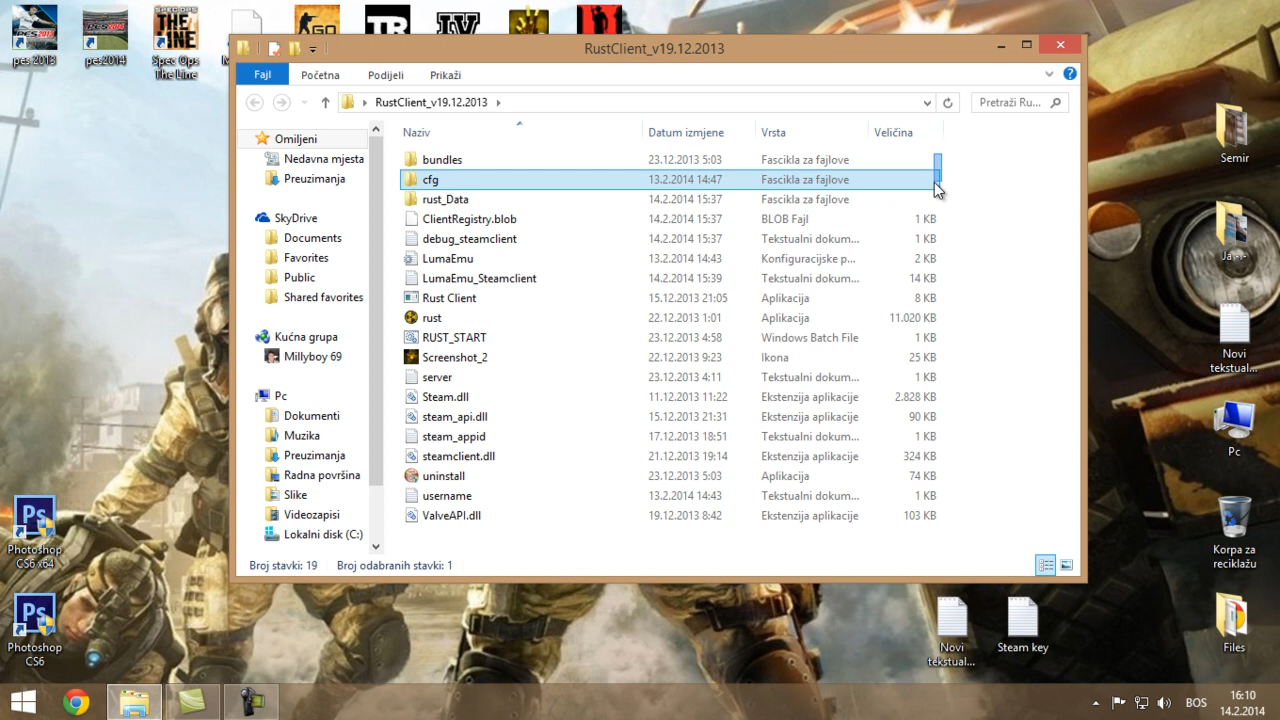 pes 2013
pes2014
Spec Ops
The Line
RustClient_v19.12.2013
Fajl
Početna
Podijeli
Prikaži
RustClient_v19.12.2013
Pretraži Ru...
Naziv
Datum izmjene
Vrsta
Veličina
Omiljeni
Nedavna mjesta
Preuzimanja
SkyDrive
Documents
Favorites
Public
Shared favorites
Kućna grupa
Millyboy 69
Pc
Dokumenti
Muzika
Preuzimanja
Radna površina
Slike
Videozapisi
Lokalni disk (C:)
bundles 23.12.2013 5:03 Fascikla za fajlove
cfg 13.2.2014 14:47 Fascikla za fajlove
rust_Data 14.2.2014 15:37 Fascikla za fajlove
ClientRegistry.blob 14.2.2014 15:37 BLOB Fajl 1 KB
debug_steamclient 14.2.2014 15:37 Tekstualni dokum... 1 KB
LumaEmu 13.2.2014 14:43 Konfiguracijske p... 2 KB
LumaEmu_Steamclient 14.2.2014 15:39 Tekstualni dokum... 14 KB
Rust Client 15.12.2013 21:05 Aplikacija 8 KB
rust 22.12.2013 1:01 Aplikacija 11.020 KB
RUST_START 23.12.2013 4:58 Windows Batch File 1 KB
Screenshot_2 22.12.2013 9:23 Ikona 25 KB
server 23.12.2013 4:11 Tekstualni dokum... 1 KB
Steam.dll 11.12.2013 11:22 Ekstenzija aplikacije 2.828 KB
steam_api.dll 15.12.2013 21:31 Ekstenzija aplikacije 90 KB
steam_appid 17.12.2013 18:51 Tekstualni dokum... 1 KB
steamclient.dll 21.12.2013 19:14 Ekstenzija aplikacije 324 KB
uninstall 23.12.2013 5:03 Aplikacija 74 KB
username 13.2.2014 14:43 Tekstualni dokum... 1 KB
ValveAPI.dll 19.12.2013 8:42 Ekstenzija aplikacije 103 KB
Broj stavki: 19
Broj odabranih stavki: 1
Semir
Ja,-,-
Novi
tekstual...
Pc
Korpa za
reciklažu
Files
Photoshop
CS6 x64
Photoshop
CS6
Novi
tekstual...
Steam key
BOS
16:10
14.2.2014